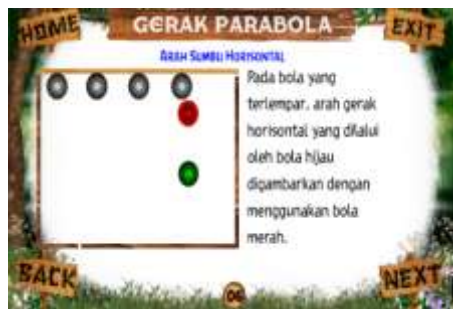 HOME
GERAK PARABOLA
EXIT
ARAH SUMBU HORISONTAL
Pada bola yang
terlempar, arah gerak
horisontal yang dilalui
oleh bola hijau
digambarkan dengan
menggunakan bola
merah.
BACK
06
NEXT